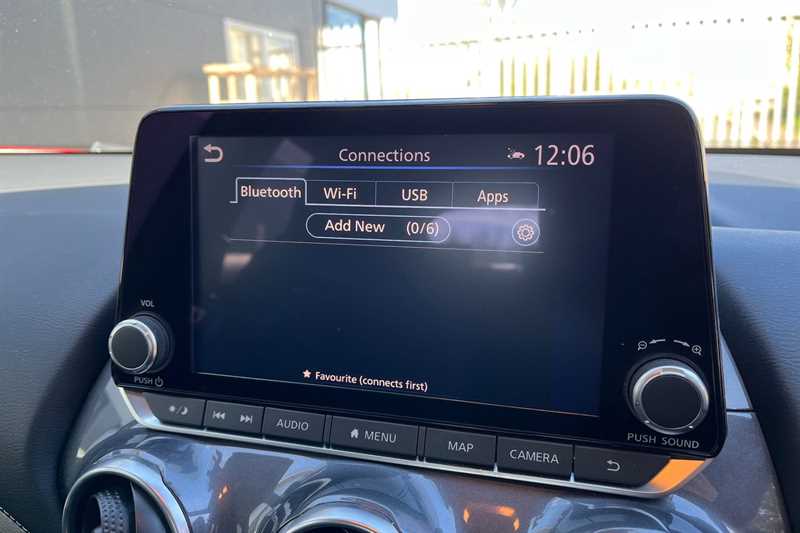 Connections 12:06
Bluetooth Wi-Fi USB Apps
Add New (0/6)
Favourite (connects first)
VOL
PUSH
PUSH SOUND
AUDIO MENU MAP CAMERA